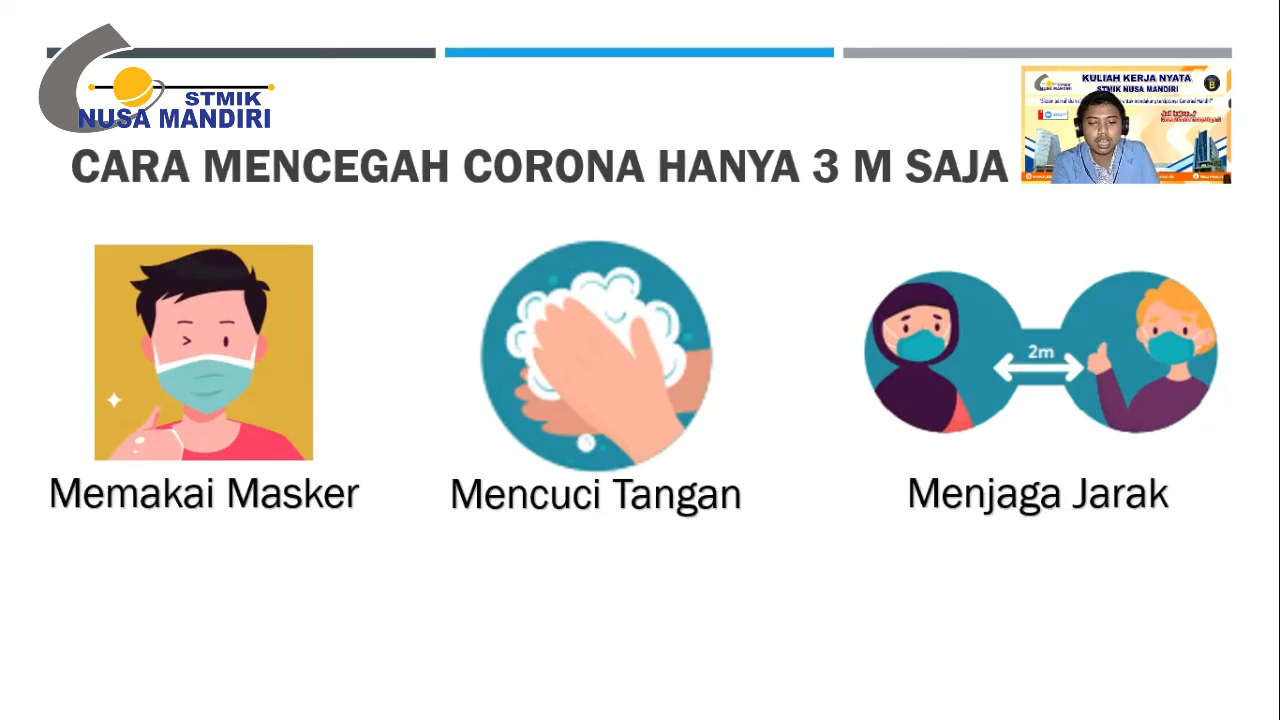 STMIK
NUSA MANDIRI
KULIAH KERJA NYATA
STMIK NUSA MANDIRI
CARA MENCEGAH CORONA HANYA 3 M SAJA
2m
Memakai Masker
Mencuci Tangan
Menjaga Jarak